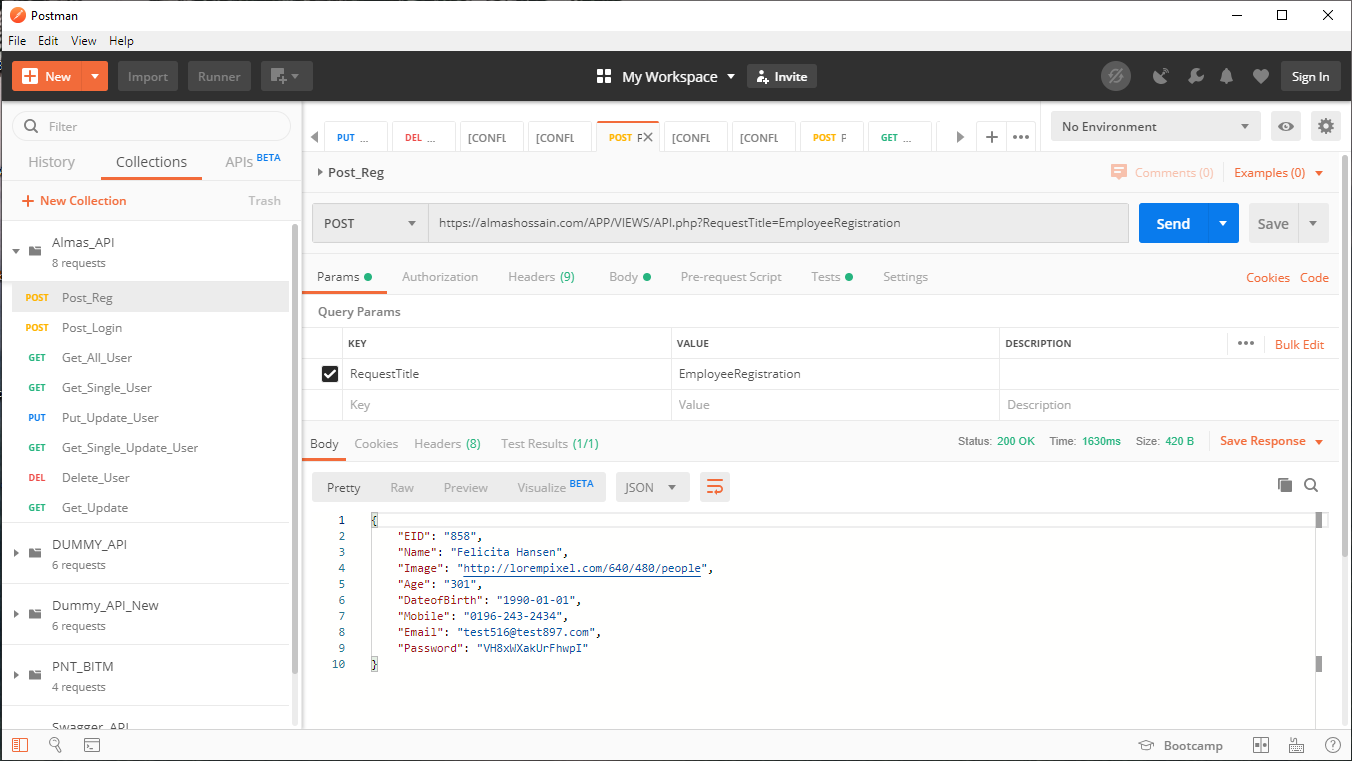 Postman
File Edit View Help
New Import Runner My Workspace Invite Sign In
Filter
PUT ... DEL ... [CONFL [CONFL POST F [CONFL [CONFL POST F GET ... No Environment
History Collections APIs BETA
Post_Reg Comments (0) Examples (0)
New Collection Trash
POST https://almashossain.com/APP/VIEWS/API.php?RequestTitle=EmployeeRegistration Send Save
Almas_API
8 requests
Params Authorization Headers (9) Body Pre-request Script Tests Settings Cookies Code
POST Post_Reg
POST Post_Login
GET Get_All_User
GET Get_Single_User
PUT Put_Update_User
GET Get_Single_Update_User
DEL Delete_User
GET Get_Update
DUMMY_API
6 requests
Dummy_API_New
6 requests
PNT_BITM
4 requests
Swagger_API
Query Params
KEY VALUE DESCRIPTION Bulk Edit
RequestTitle EmployeeRegistration
Key Value Description
Body Cookies Headers (8) Test Results (1/1) Status: 200 OK Time: 1630ms Size: 420 B Save Response
Pretty Raw Preview Visualize BETA JSON
1 {
2 "EID": "858",
3 "Name": "Felicita Hansen",
4 "Image": "http://lorempixel.com/640/480/people",
5 "Age": "301",
6 "DateofBirth": "1990-01-01",
7 "Mobile": "0196-243-2434",
8 "Email": "test516@test897.com",
9 "Password": "VH8xWXakUrFhwpI"
10 }
Bootcamp